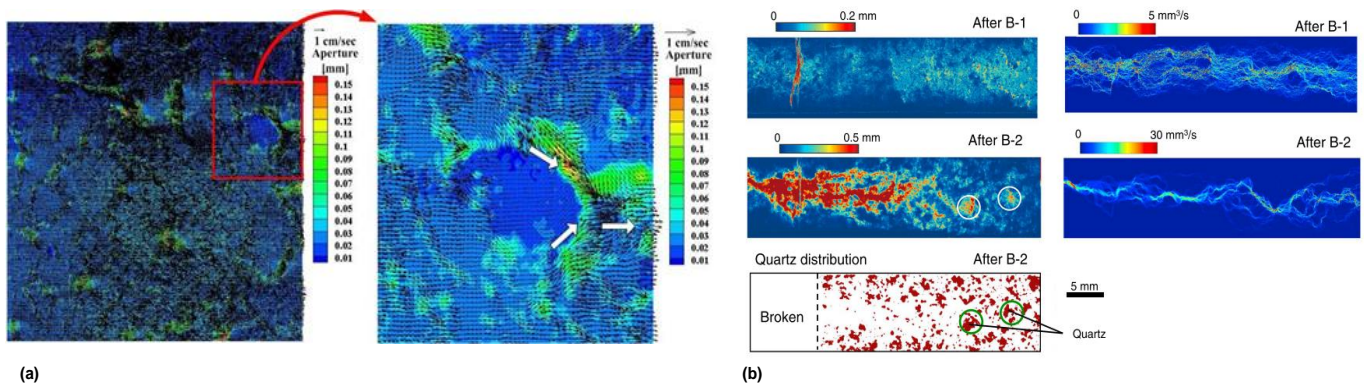 1 cm/sec
Aperture
[mm]
0.15
0.14
0.13
0.12
0.11
0.1
0.09
0.08
0.07
0.06
0.05
0.04
0.03
0.02
0.01
1 cm/sec
Aperture
[mm]
0.15
0.14
0.13
0.12
0.11
0.1
0.09
0.08
0.07
0.06
0.05
0.04
0.03
0.02
0.01
(a)
0 0.2 mm After B-1
0 5 mm³/s After B-1
0 0.5 mm After B-2
0 30 mm³/s After B-2
Quartz distribution After B-2
Broken
5 mm
Quartz
(b)